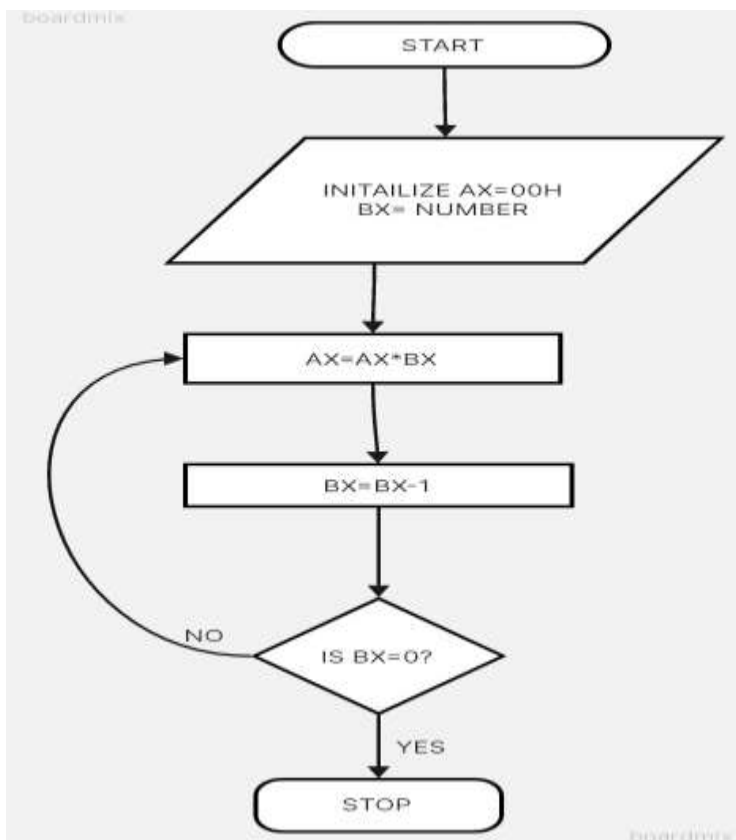 boardmix
START
INITAILIZE AX=00H
BX= NUMBER
AX=AX*BX
BX=BX-1
IS BX=0?
NO
YES
STOP
boardmix